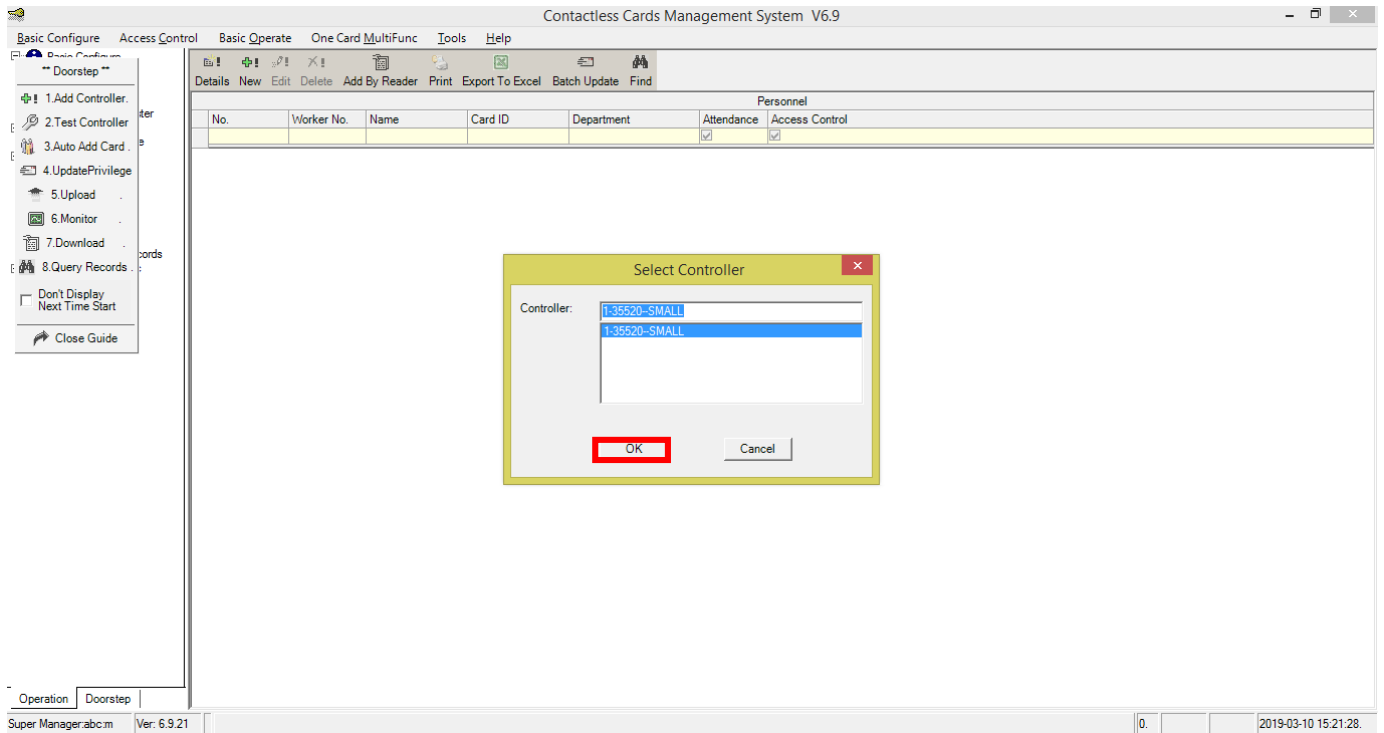 Contactless Cards Management System V6.9
Basic Configure Access Control Basic Operate One Card MultiFunc Tools Help
** Doorstep **
1.Add Controller.
2.Test Controller
3.Auto Add Card .
4.UpdatePrivilege
5.Upload .
6.Monitor .
7.Download .
8.Query Records .
Don't Display
Next Time Start
Close Guide
Details New Edit Delete Add By Reader Print Export To Excel Batch Update Find
Personnel
No. Worker No. Name Card ID Department Attendance Access Control
Select Controller
Controller: 1-35520--SMALL
1-35520--SMALL
OK Cancel
Operation Doorstep
Super Manager:abc:m Ver: 6.9.21 0. 2019-03-10 15:21:28.